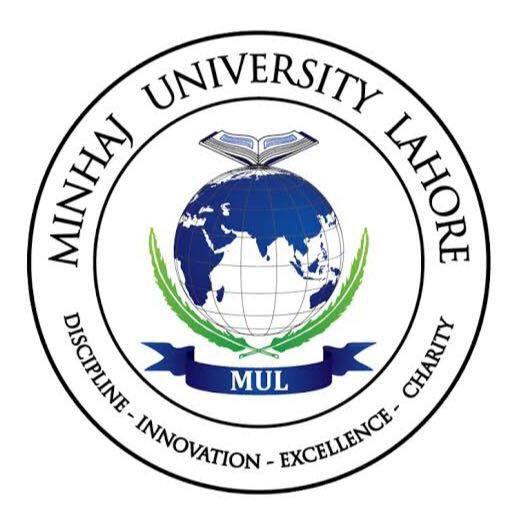 MINHAJ UNIVERSITY LAHORE
MUL
DISCIPLINE - INNOVATION - EXCELLENCE - CHARITY